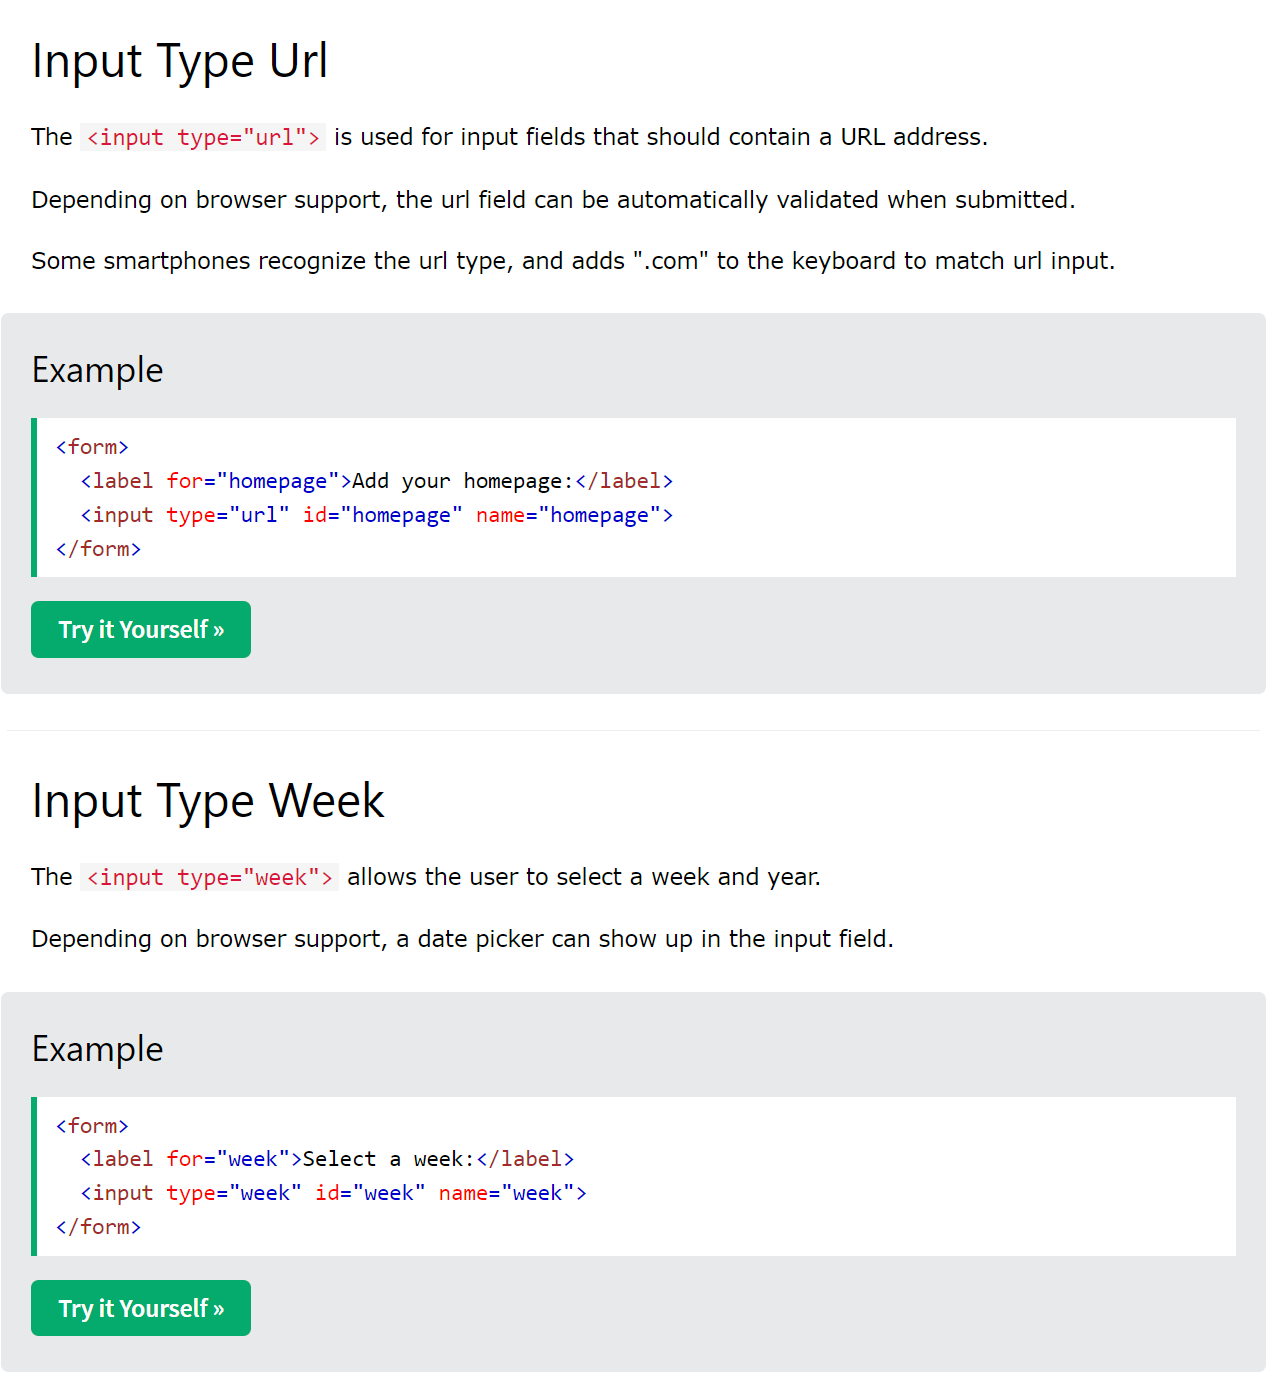 Input Type Url
The <input type="url"> is used for input fields that should contain a URL address.
Depending on browser support, the url field can be automatically validated when submitted.
Some smartphones recognize the url type, and adds ".com" to the keyboard to match url input.
Example
<form>
  <label for="homepage">Add your homepage:</label>
  <input type="url" id="homepage" name="homepage">
</form>
Try it Yourself »
Input Type Week
The <input type="week"> allows the user to select a week and year.
Depending on browser support, a date picker can show up in the input field.
Example
<form>
  <label for="week">Select a week:</label>
  <input type="week" id="week" name="week">
</form>
Try it Yourself »